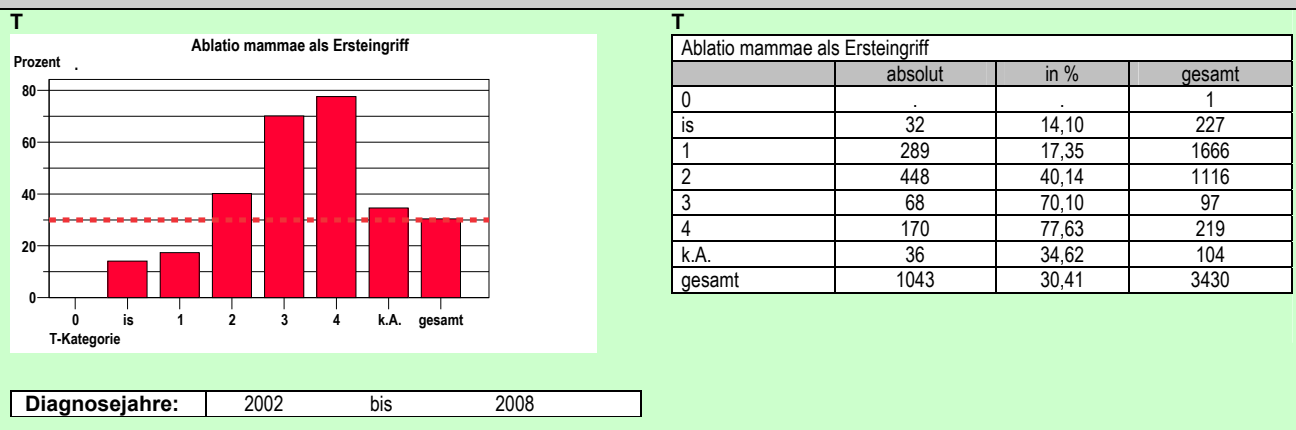 T
Ablatio mammae als Ersteingriff
Prozent .
80
60
40
20
0
0 is 1 2 3 4 k.A. gesamt
T-Kategorie
T
Ablatio mammae als Ersteingriff
absolut in % gesamt
0 . . 1
is 32 14,10 227
1 289 17,35 1666
2 448 40,14 1116
3 68 70,10 97
4 170 77,63 219
k.A. 36 34,62 104
gesamt 1043 30,41 3430
Diagnosejahre: 2002 bis 2008